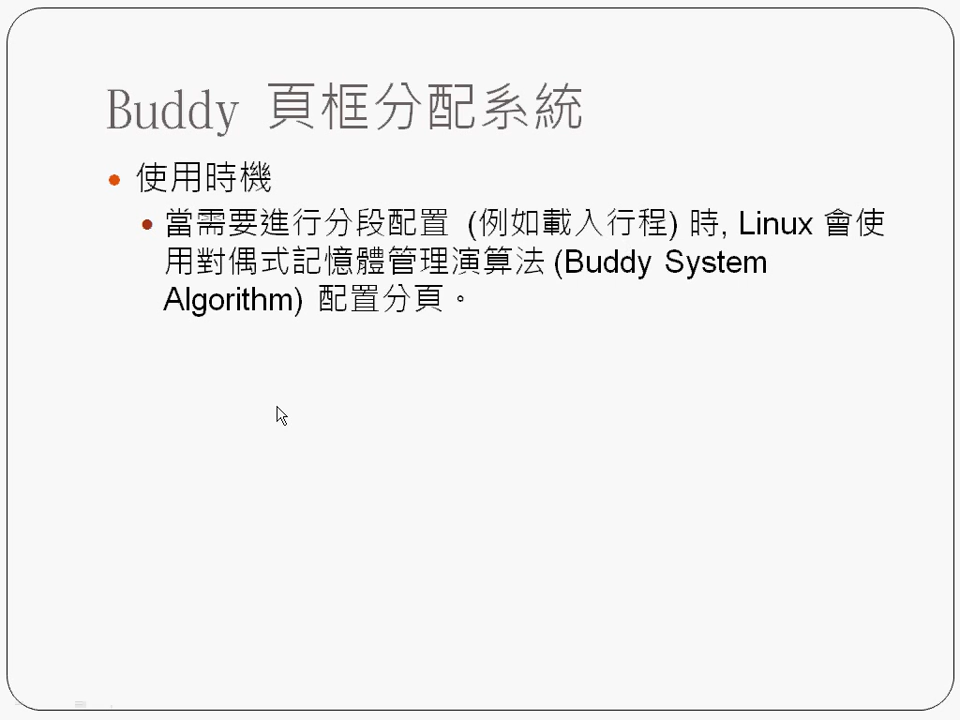 Buddy 頁框分配系統
使用時機
當需要進行分段配置 (例如載入行程) 時, Linux 會使
用對偶式記憶體管理演算法 (Buddy System
Algorithm) 配置分頁。